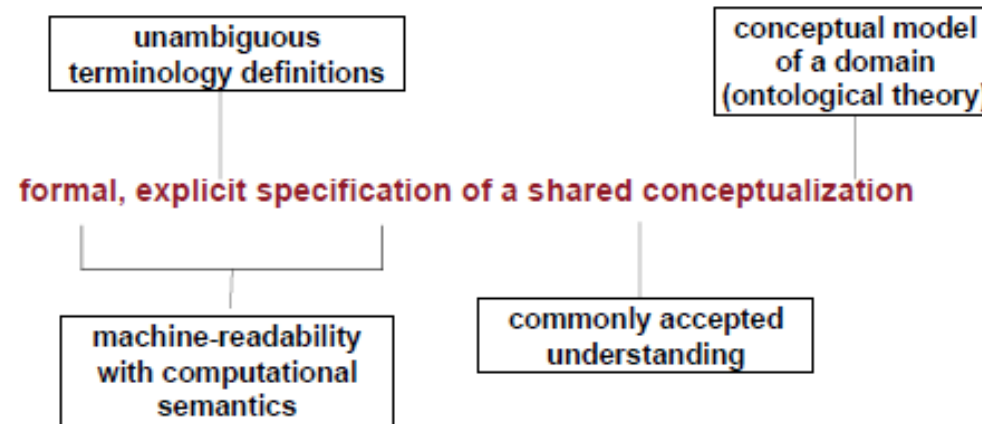 unambiguous
terminology definitions
conceptual model
of a domain
(ontological theory)
formal, explicit specification of a shared conceptualization
machine-readability
with computational
semantics
commonly accepted
understanding